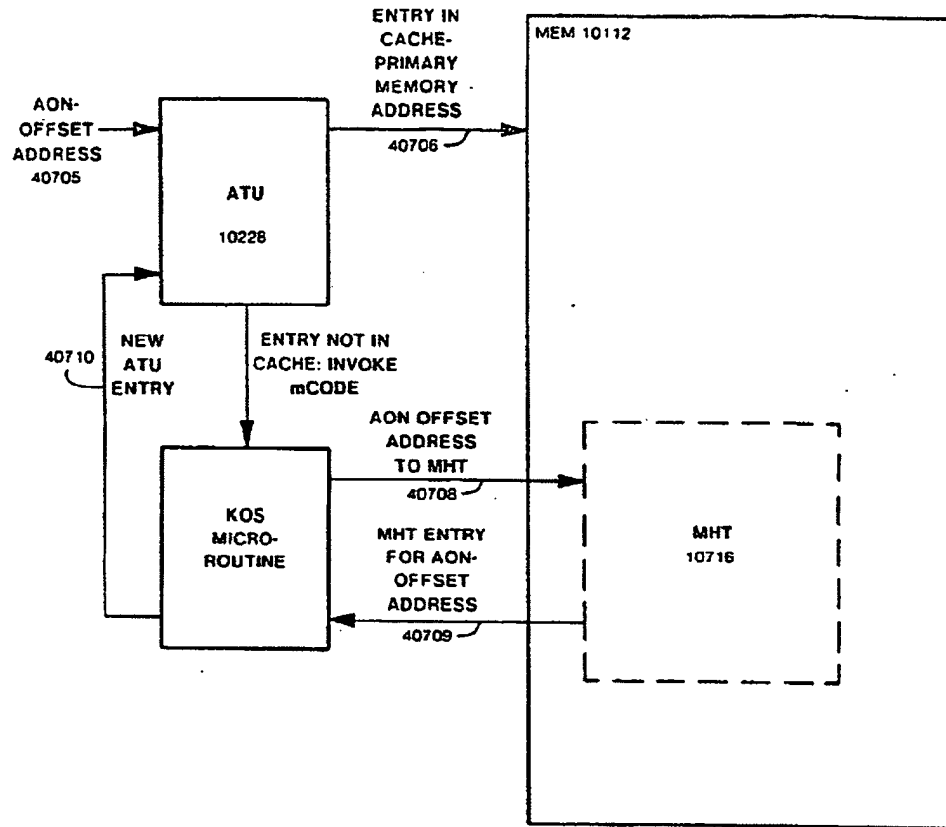 ENTRY IN
CACHE-
PRIMARY
MEMORY
ADDRESS
40706
MEM 10112
AON-
OFFSET
ADDRESS
40705
ATU
10228
40710
NEW
ATU
ENTRY
ENTRY NOT IN
CACHE: INVOKE
mCODE
AON OFFSET
ADDRESS
TO MHT
40708
KOS
MICRO-
ROUTINE
MHT ENTRY
FOR AON-
OFFSET
ADDRESS
40709
MHT
10716